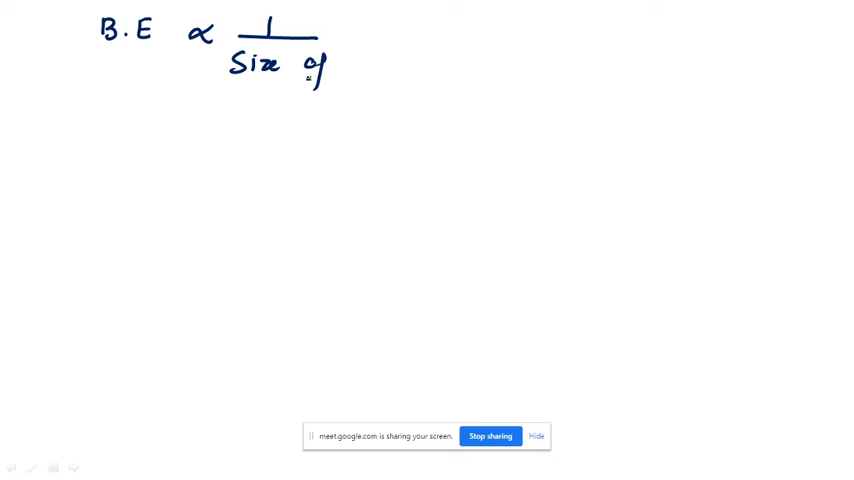 B.E ∝ 1
Size of
meet.google.com is sharing your screen. Stop sharing Hide